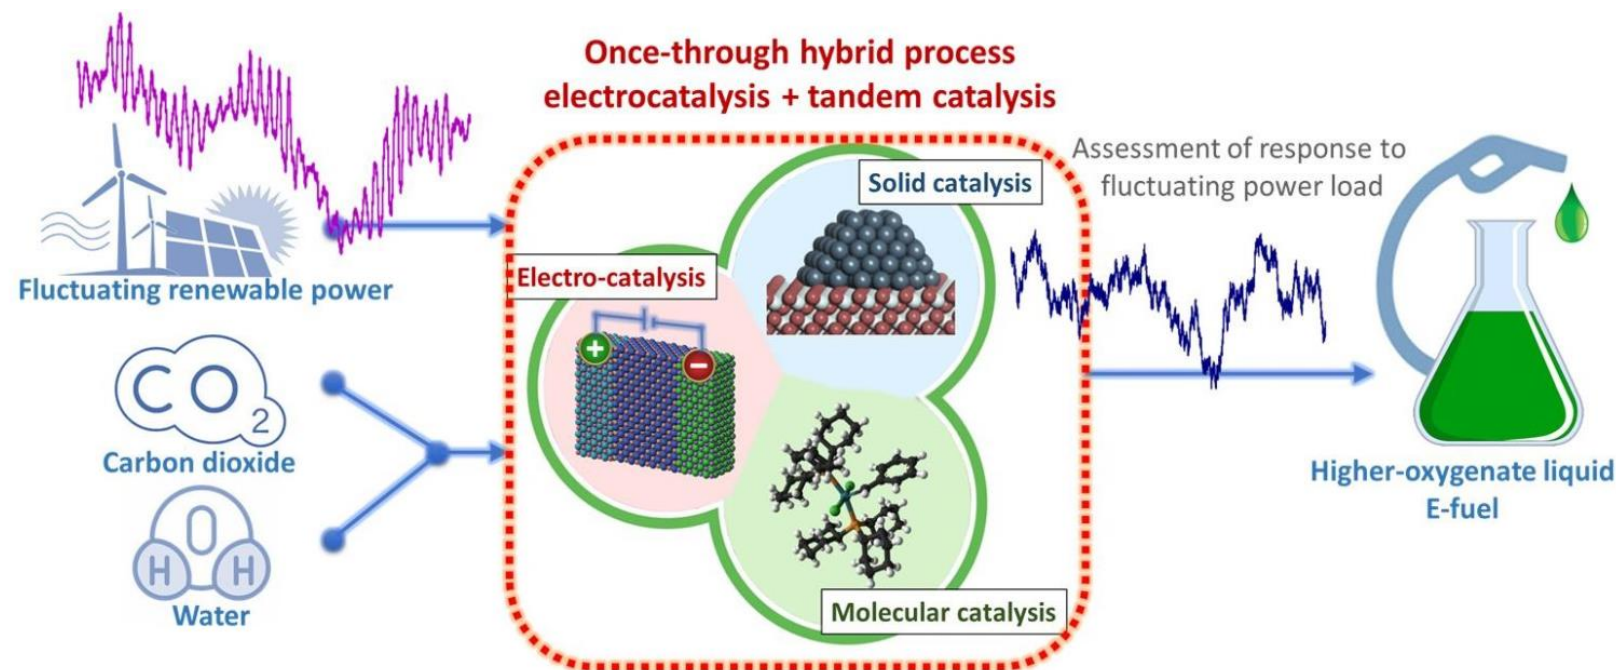 Once-through hybrid process
electrocatalysis + tandem catalysis
Fluctuating renewable power
CO2
Carbon dioxide
O
H H
Water
Solid catalysis
Electro-catalysis
+
−
Molecular catalysis
Assessment of response to
fluctuating power load
Higher-oxygenate liquid
E-fuel